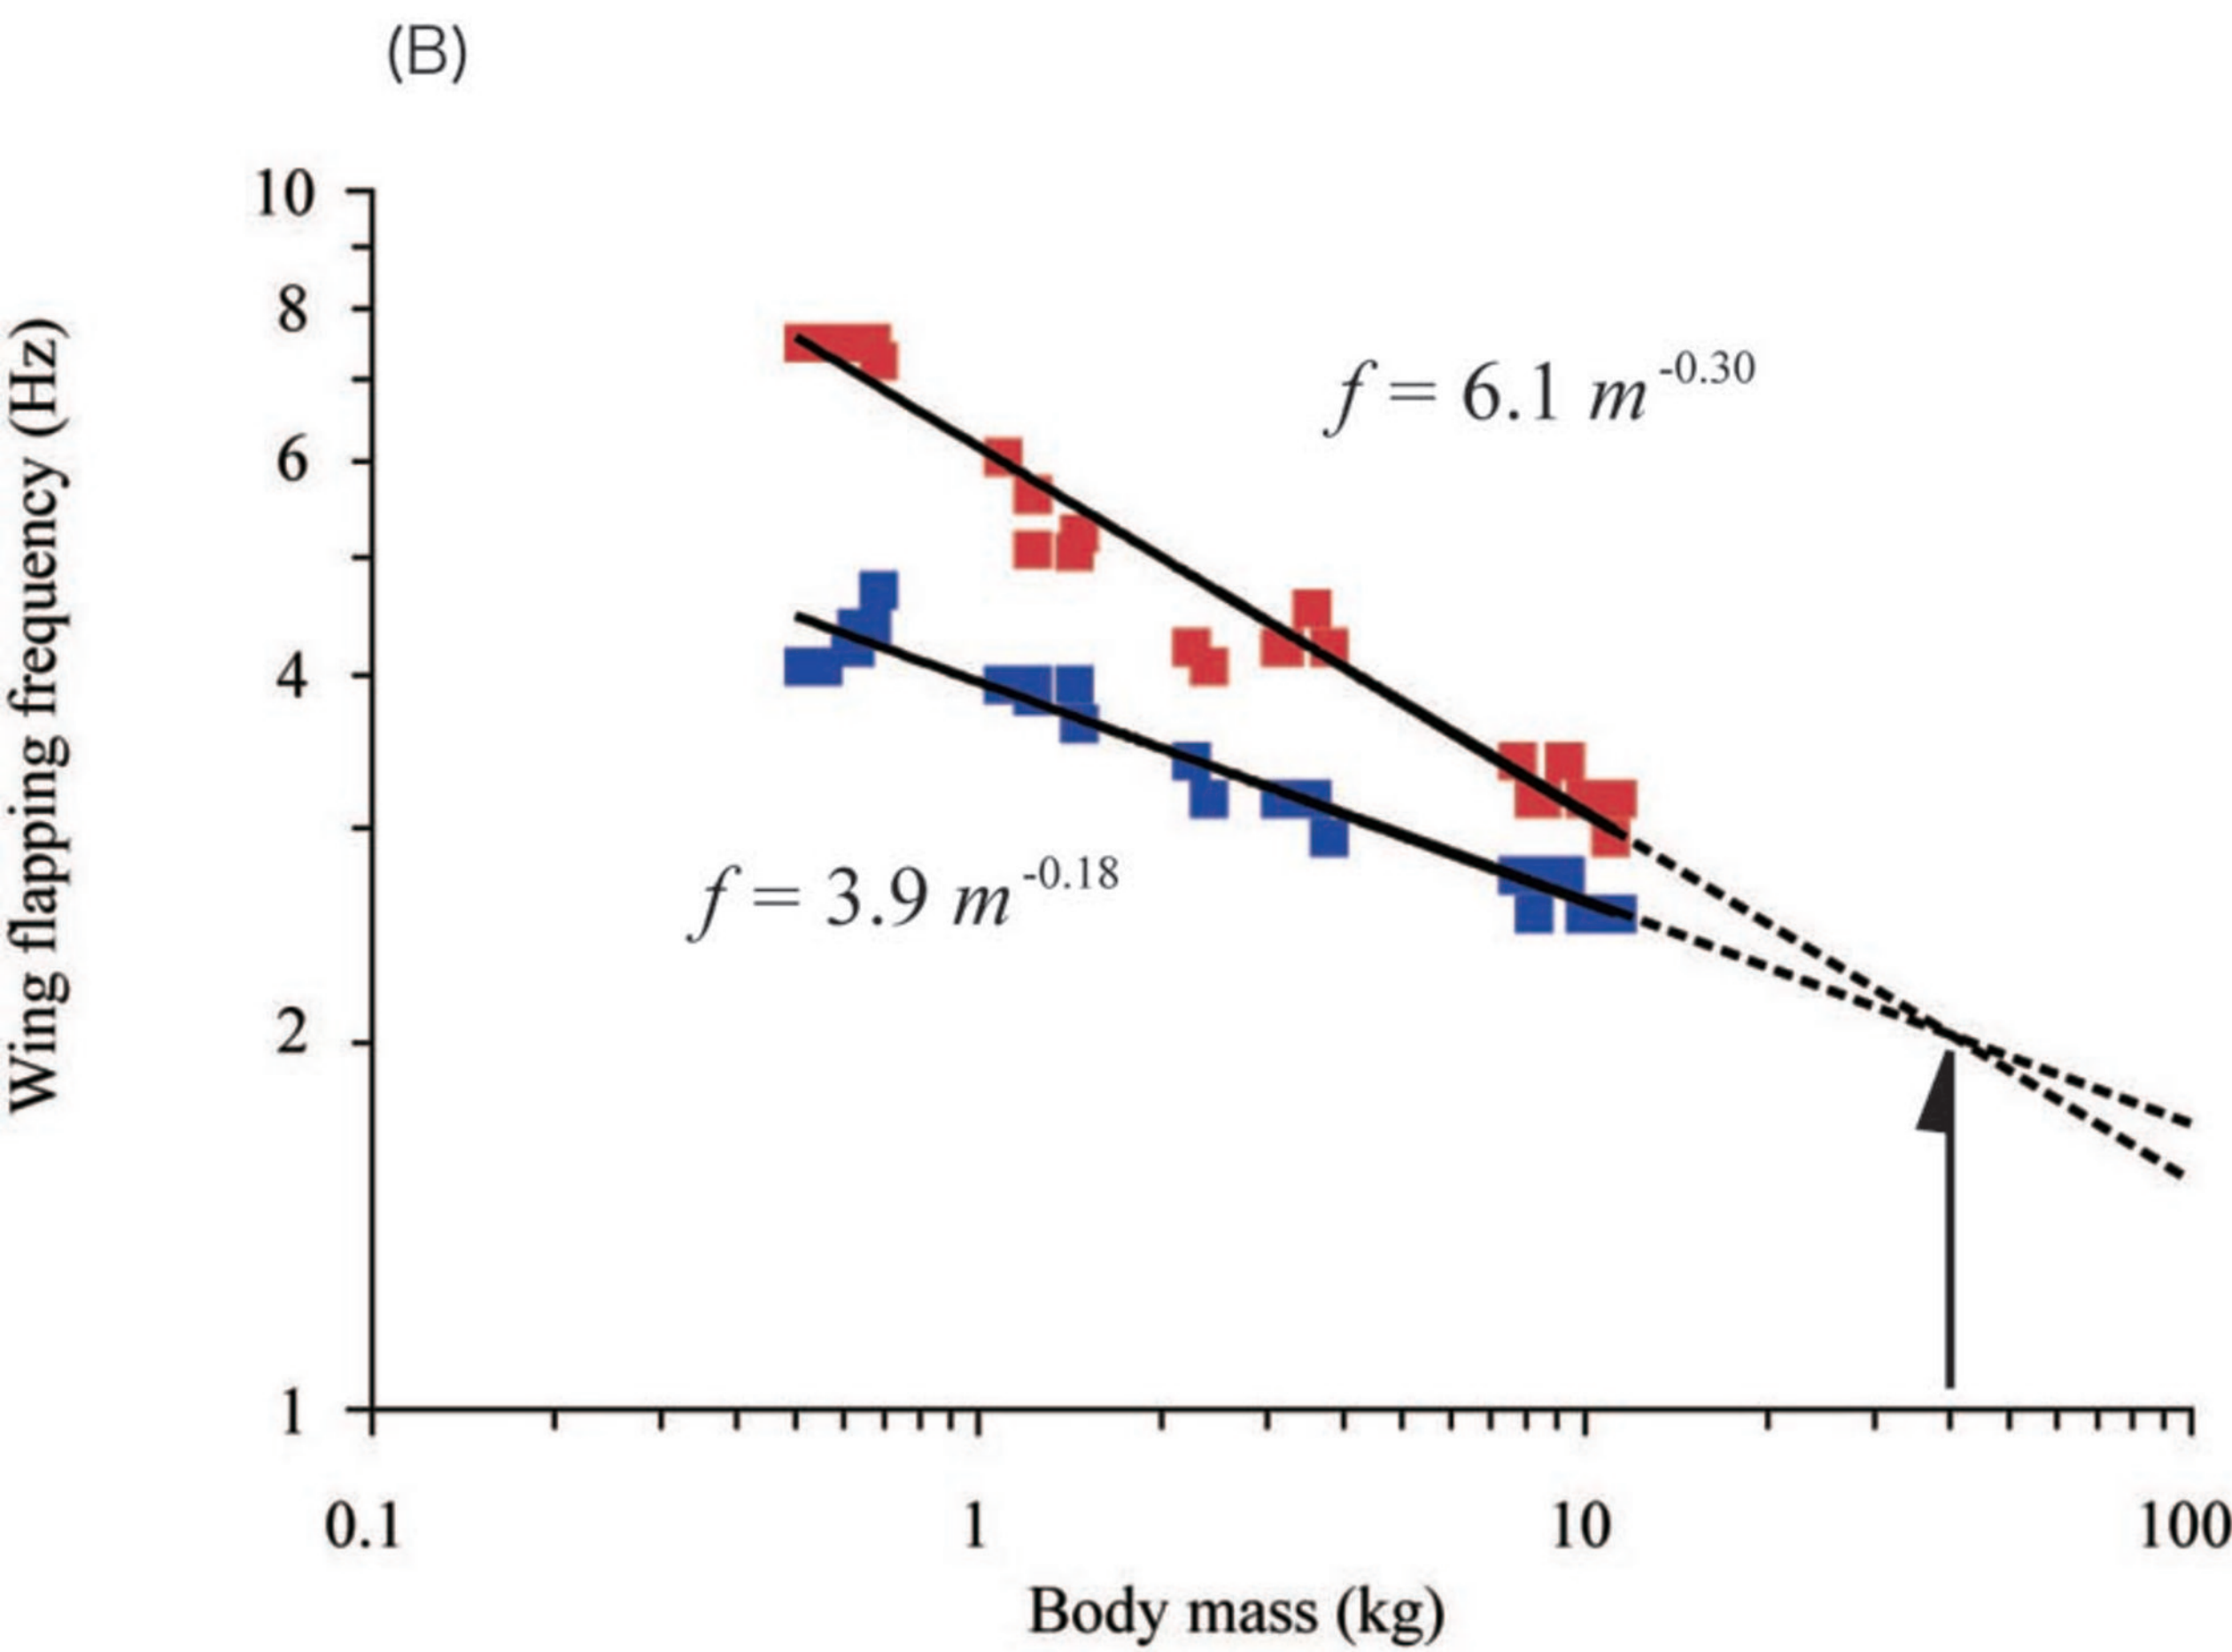 (B)
Wing flapping frequency (Hz)
10
8
6
4
2
1
f = 6.1 m^-0.30
f = 3.9 m^-0.18
0.1 1 10 100
Body mass (kg)